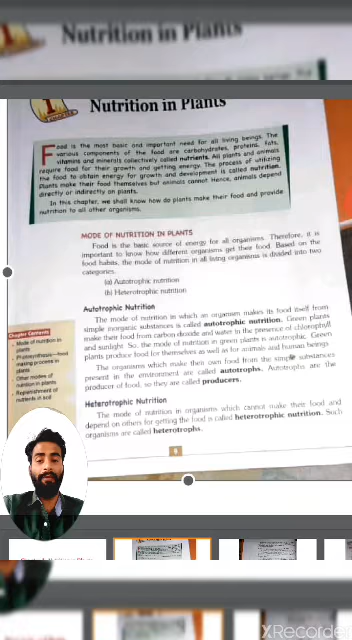 Nutrition in Plants
1
CHAPTER
Nutrition in Plants
Food is the most basic and important need for all living beings. The
various components of the food are carbohydrates, proteins, fats,
vitamins and minerals collectively called nutrients. All plants and animals
require food for their growth and getting energy. The process of utilizing
the food to obtain energy for growth and development is called nutrition.
Plants make their food themselves but animals cannot. Hence, animals depend
directly or indirectly on plants.
In this chapter, we shall know how do plants make their food and provide
nutrition to all other organisms.
MODE OF NUTRITION IN PLANTS
Food is the basic source of energy for all organisms. Therefore, it is
important to know how different organisms get their food. Based on the
food habits, the mode of nutrition in all living organisms is divided into two
categories.
(a) Autotrophic nutrition
(b) Heterotrophic nutrition
Autotrophic Nutrition
The mode of nutrition in which an organism makes its food itself from
simple inorganic substances is called autotrophic nutrition. Green plants
make their food from carbon dioxide and water in the presence of chlorophyll
and sunlight. So, the mode of nutrition in green plants is autotrophic. Green
plants produce food for themselves as well as for animals and human beings
The organisms which make their own food from the simple substances
present in the environment are called autotrophs. Autotrophs are the
producer of food, so they are called producers.
Chapter Contents
Mode of nutrition in
plants
Photosynthesis—food
making process in
plants
Other modes of
nutrition in plants
Replenishment of
nutrients in soil
Heterotrophic Nutrition
The mode of nutrition in organisms which cannot make their food and
depend on others for getting the food is called heterotrophic nutrition. Such
organisms are called heterotrophs.
XRecorder